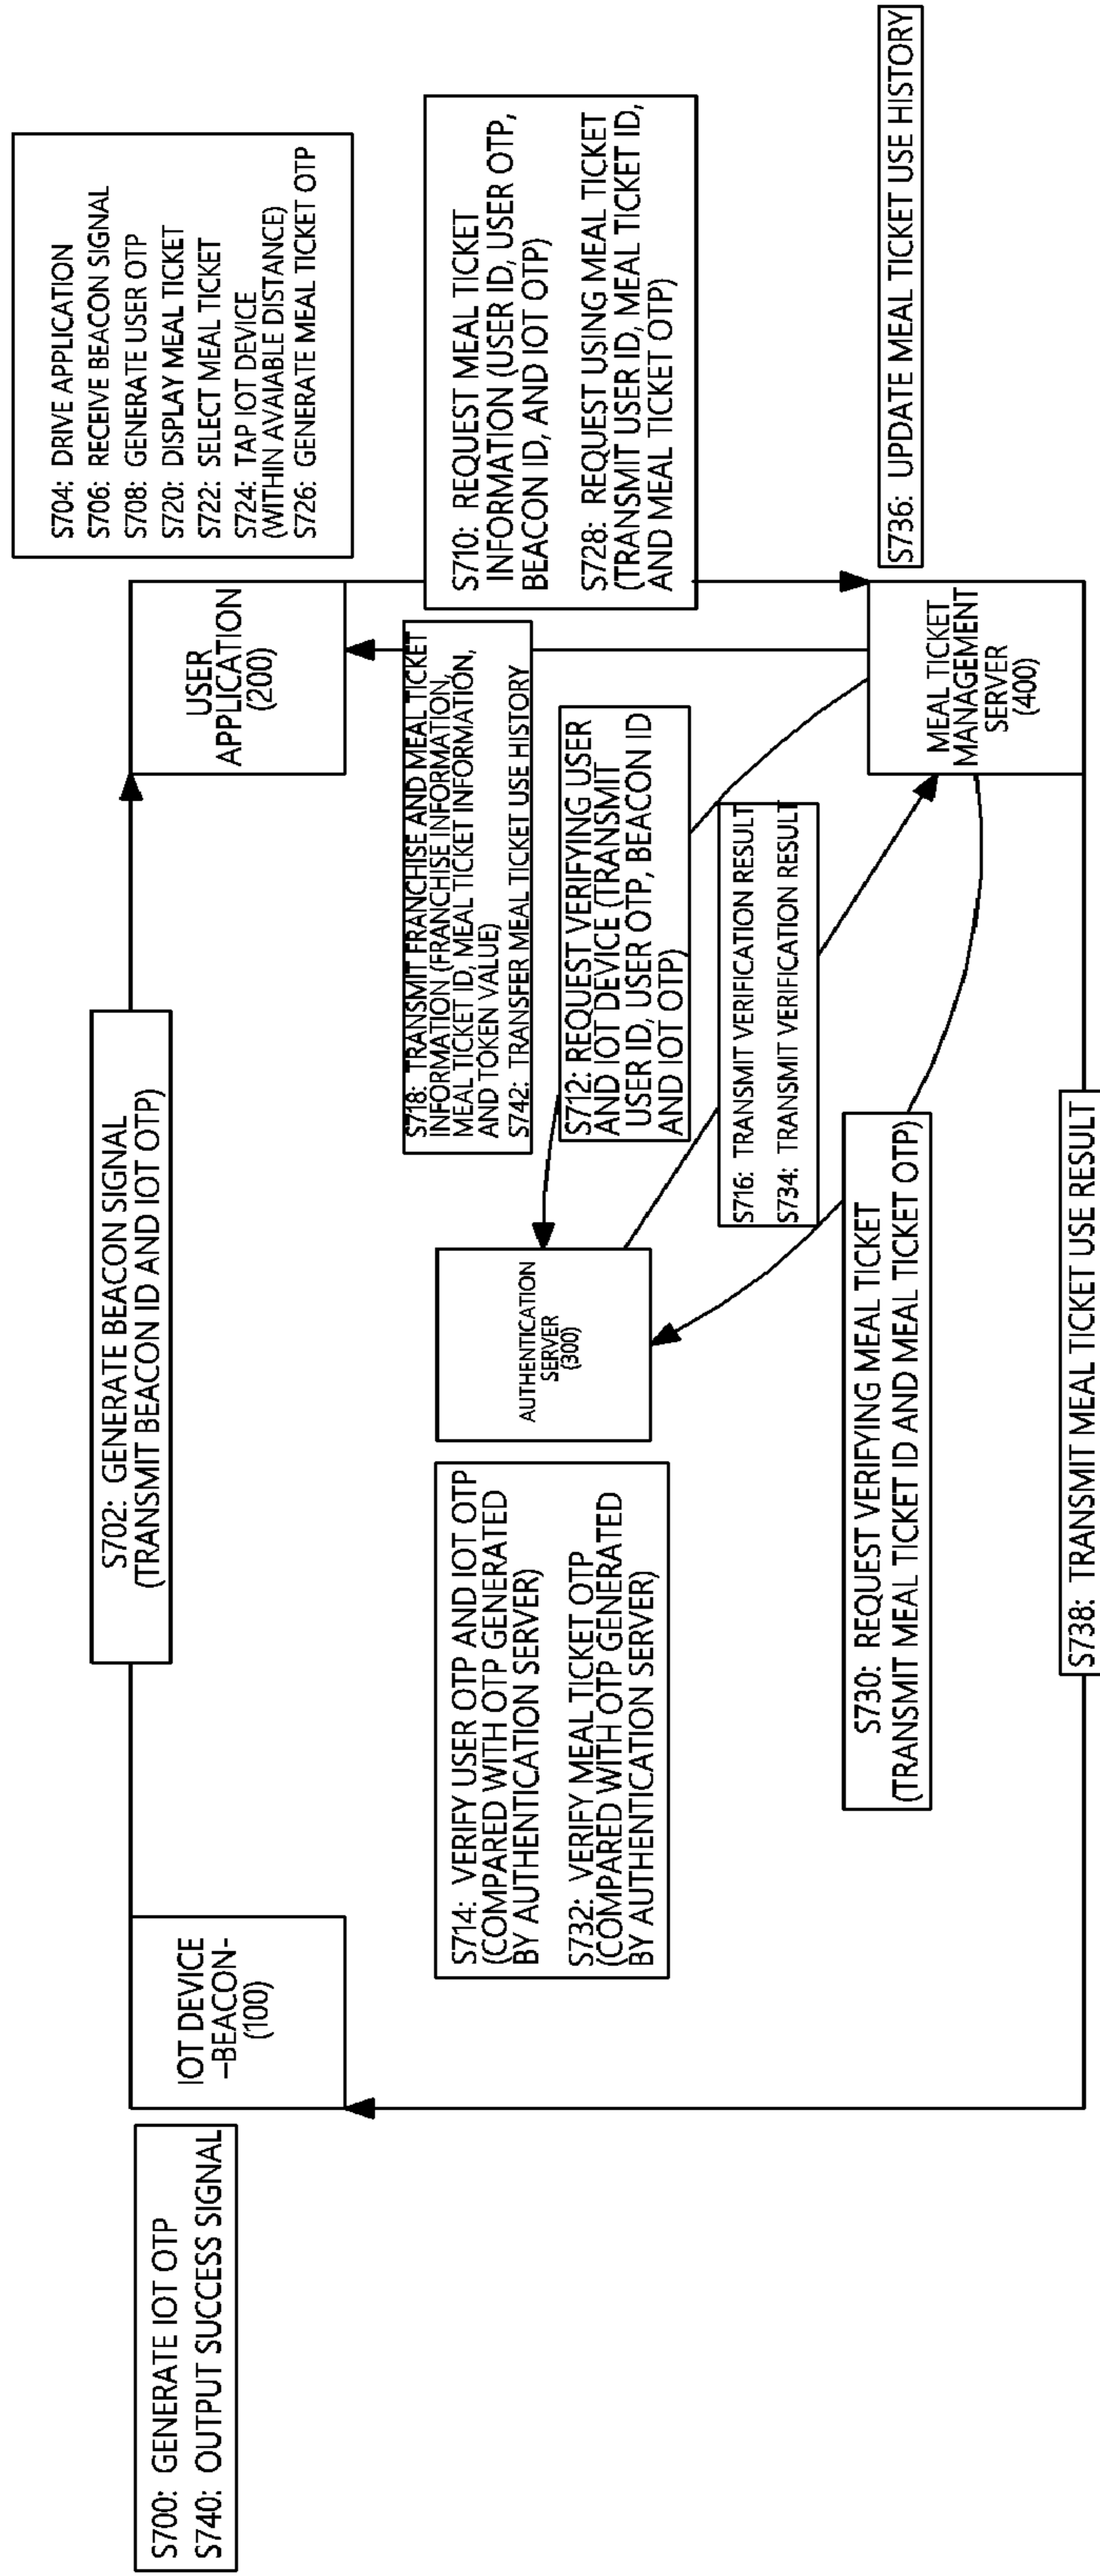 S700: GENERATE IOT OTP
S740: OUTPUT SUCCESS SIGNAL
IOT DEVICE
-BEACON-
(100)
S702: GENERATE BEACON SIGNAL
(TRANSMIT BEACON ID AND IOT OTP)
USER
APPLICATION
(200)
S704: DRIVE APPLICATION
S706: RECEIVE BEACON SIGNAL
S708: GENERATE USER OTP
S720: DISPLAY MEAL TICKET
S722: SELECT MEAL TICKET
S724: TAP IOT DEVICE
(WITHIN AVAIABLE DISTANCE)
S726: GENERATE MEAL TICKET OTP
S714: VERIFY USER OTP AND IOT OTP
(COMPARED WITH OTP GENERATED
BY AUTHENTICATION SERVER)
S732: VERIFY MEAL TICKET OTP
(COMPARED WITH OTP GENERATED
BY AUTHENTICATION SERVER)
AUTHENTICATION
SERVER
(300)
S718: TRANSMIT FRANCHISE AND MEAL TICKET
INFORMATION (FRANCHISE INFORMATION,
MEAL TICKET ID, MEAL TICKET INFORMATION,
AND TOKEN VALUE)
S742: TRANSFER MEAL TICKET USE HISTORY
S712: REQUEST VERIFYING USER
AND IOT DEVICE (TRANSMIT
USER ID, USER OTP, BEACON ID
AND IOT OTP)
S716: TRANSMIT VERIFICATION RESULT
S734: TRANSMIT VERIFICATION RESULT
S710: REQUEST MEAL TICKET
INFORMATION (USER ID, USER OTP,
BEACON ID, AND IOT OTP)
S728: REQUEST USING MEAL TICKET
(TRANSMIT USER ID, MEAL TICKET ID,
AND MEAL TICKET OTP)
S730: REQUEST VERIFYING MEAL TICKET
(TRANSMIT MEAL TICKET ID AND MEAL TICKET OTP)
MEAL TICKET
MANAGEMENT
SERVER
(400)
S736: UPDATE MEAL TICKET USE HISTORY
S738: TRANSMIT MEAL TICKET USE RESULT